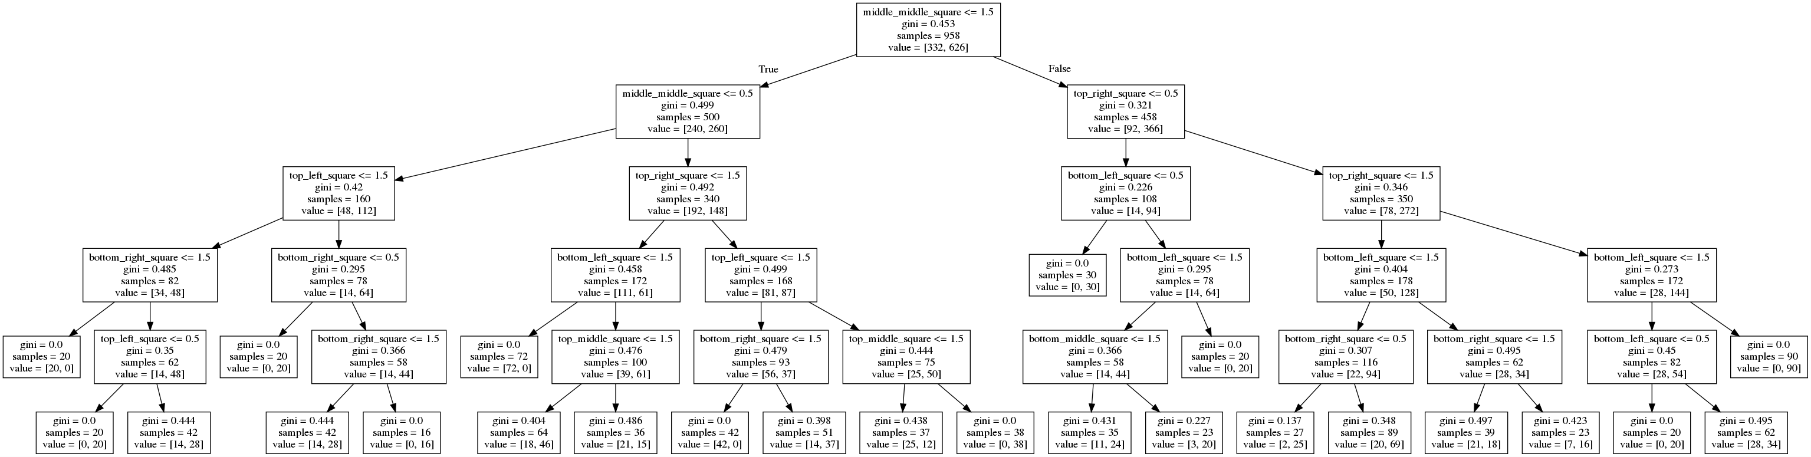 middle_middle_square <= 1.5
gini = 0.453
samples = 958
value = [332, 626]
True
False
middle_middle_square <= 0.5
gini = 0.499
samples = 500
value = [240, 260]
top_right_square <= 0.5
gini = 0.321
samples = 458
value = [92, 366]
top_left_square <= 1.5
gini = 0.42
samples = 160
value = [48, 112]
top_right_square <= 1.5
gini = 0.492
samples = 340
value = [192, 148]
bottom_left_square <= 0.5
gini = 0.226
samples = 108
value = [14, 94]
top_right_square <= 1.5
gini = 0.346
samples = 350
value = [78, 272]
bottom_right_square <= 1.5
gini = 0.485
samples = 82
value = [34, 48]
bottom_right_square <= 0.5
gini = 0.295
samples = 78
value = [14, 64]
bottom_left_square <= 1.5
gini = 0.458
samples = 172
value = [111, 61]
top_left_square <= 1.5
gini = 0.499
samples = 168
value = [81, 87]
gini = 0.0
samples = 30
value = [0, 30]
bottom_left_square <= 1.5
gini = 0.295
samples = 78
value = [14, 64]
bottom_left_square <= 1.5
gini = 0.404
samples = 178
value = [50, 128]
bottom_left_square <= 1.5
gini = 0.273
samples = 172
value = [28, 144]
gini = 0.0
samples = 20
value = [20, 0]
top_left_square <= 0.5
gini = 0.35
samples = 62
value = [14, 48]
gini = 0.0
samples = 20
value = [0, 20]
bottom_right_square <= 1.5
gini = 0.366
samples = 58
value = [14, 44]
gini = 0.0
samples = 72
value = [72, 0]
top_middle_square <= 1.5
gini = 0.476
samples = 100
value = [39, 61]
bottom_right_square <= 1.5
gini = 0.479
samples = 93
value = [56, 37]
top_middle_square <= 1.5
gini = 0.444
samples = 75
value = [25, 50]
bottom_middle_square <= 1.5
gini = 0.366
samples = 58
value = [14, 44]
gini = 0.0
samples = 20
value = [0, 20]
bottom_right_square <= 0.5
gini = 0.307
samples = 116
value = [22, 94]
bottom_right_square <= 1.5
gini = 0.495
samples = 62
value = [28, 34]
bottom_left_square <= 0.5
gini = 0.45
samples = 82
value = [28, 54]
gini = 0.0
samples = 90
value = [0, 90]
gini = 0.0
samples = 20
value = [0, 20]
gini = 0.444
samples = 42
value = [14, 28]
gini = 0.444
samples = 42
value = [14, 28]
gini = 0.0
samples = 16
value = [0, 16]
gini = 0.404
samples = 64
value = [18, 46]
gini = 0.486
samples = 36
value = [21, 15]
gini = 0.0
samples = 42
value = [42, 0]
gini = 0.398
samples = 51
value = [14, 37]
gini = 0.438
samples = 37
value = [25, 12]
gini = 0.0
samples = 38
value = [0, 38]
gini = 0.431
samples = 35
value = [11, 24]
gini = 0.227
samples = 23
value = [3, 20]
gini = 0.137
samples = 27
value = [2, 25]
gini = 0.348
samples = 89
value = [20, 69]
gini = 0.497
samples = 39
value = [21, 18]
gini = 0.423
samples = 23
value = [7, 16]
gini = 0.0
samples = 20
value = [0, 20]
gini = 0.495
samples = 62
value = [28, 34]